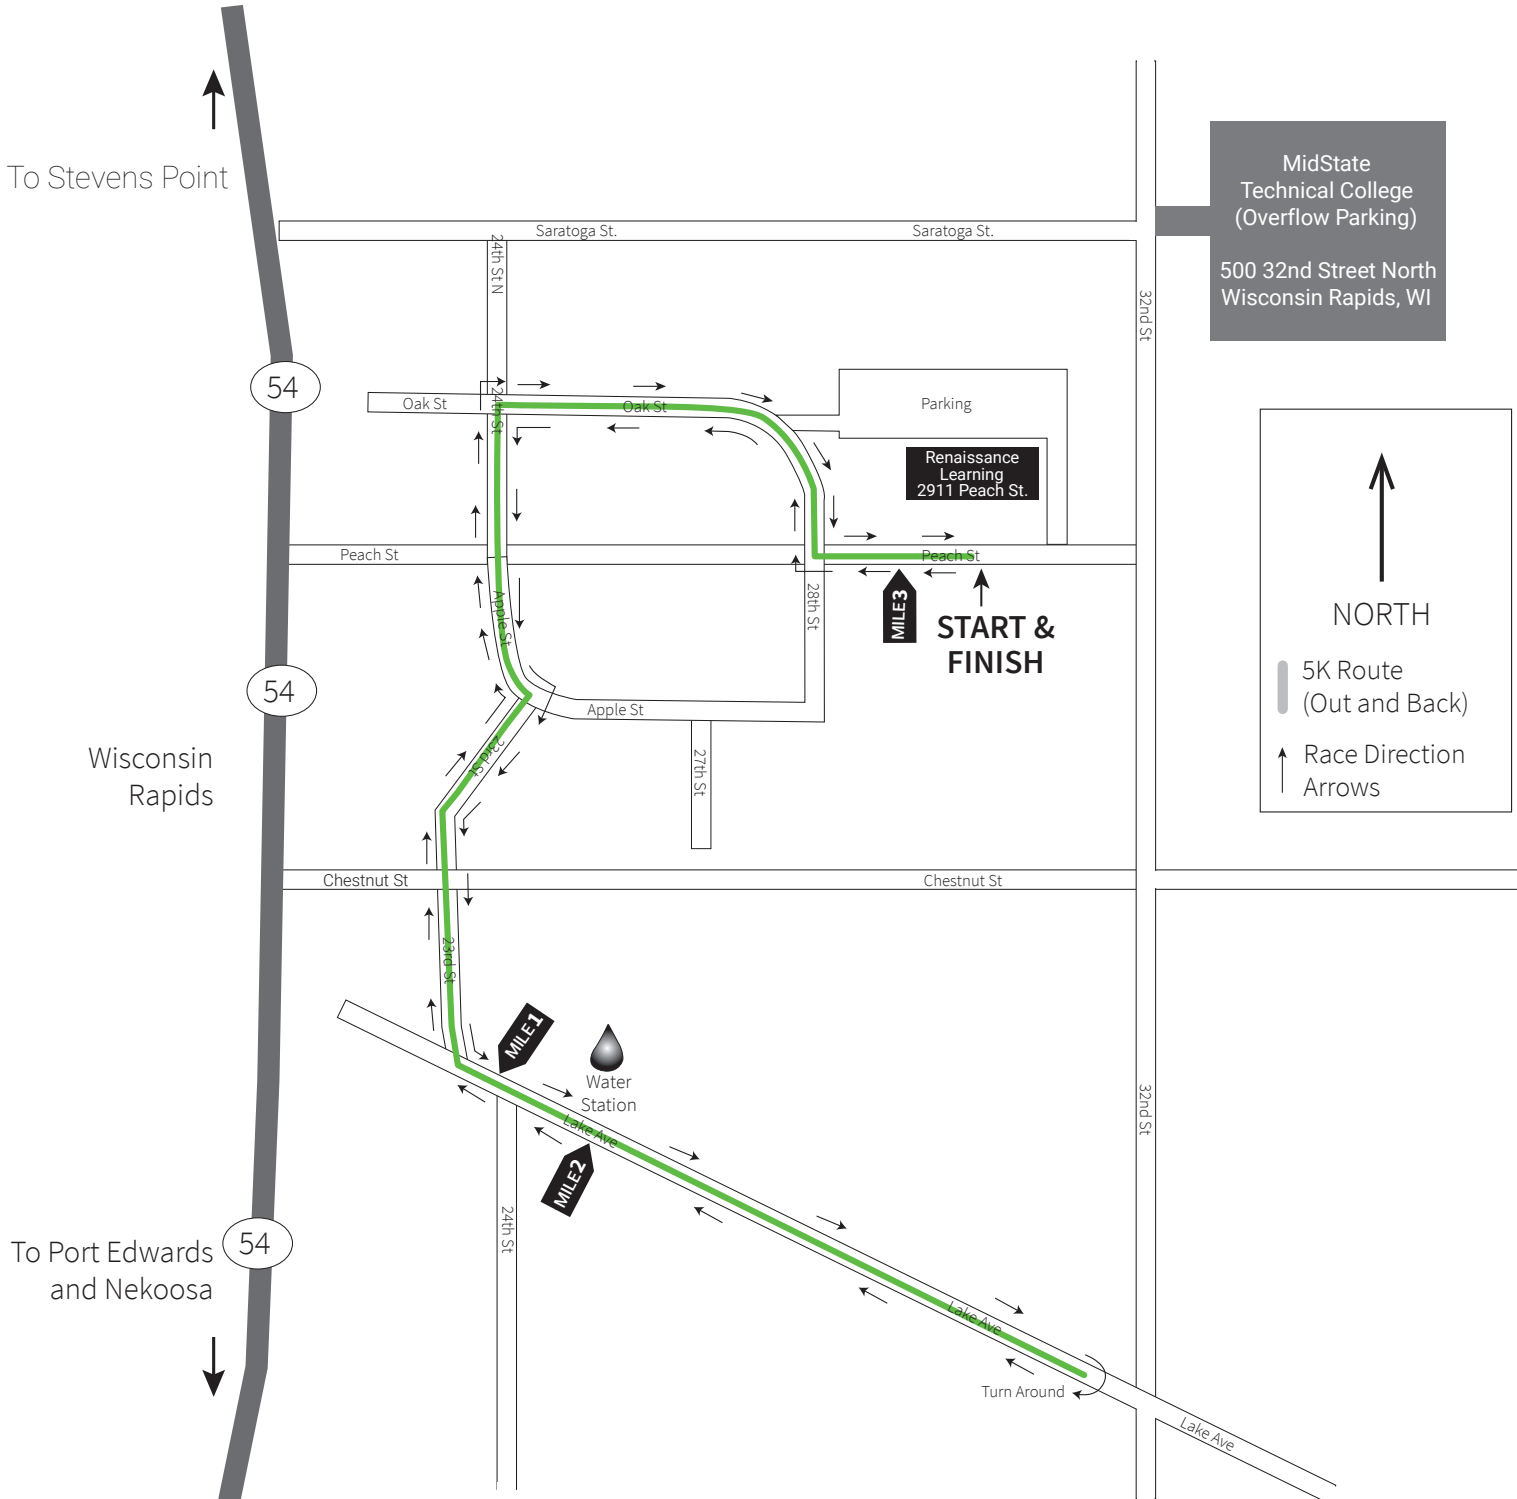 To Stevens Point
MidState
Technical College
(Overflow Parking)
500 32nd Street North
Wisconsin Rapids, WI
Saratoga St.
Saratoga St.
24th St N
32nd St
54
24th St
Oak St
Oak St
Parking
Renaissance
Learning
2911 Peach St.
Peach St
Peach St
Apple St
28th St
MILE3
START &
FINISH
NORTH
5K Route
(Out and Back)
Race Direction
Arrows
54
Apple St
Wisconsin
Rapids
23rd St
27th St
Chestnut St
Chestnut St
23rd St
MILE1
Water
Station
Lake Ave
MILE2
32nd St
24th St
To Port Edwards
and Nekoosa
54
Lake Ave
Turn Around
Lake Ave